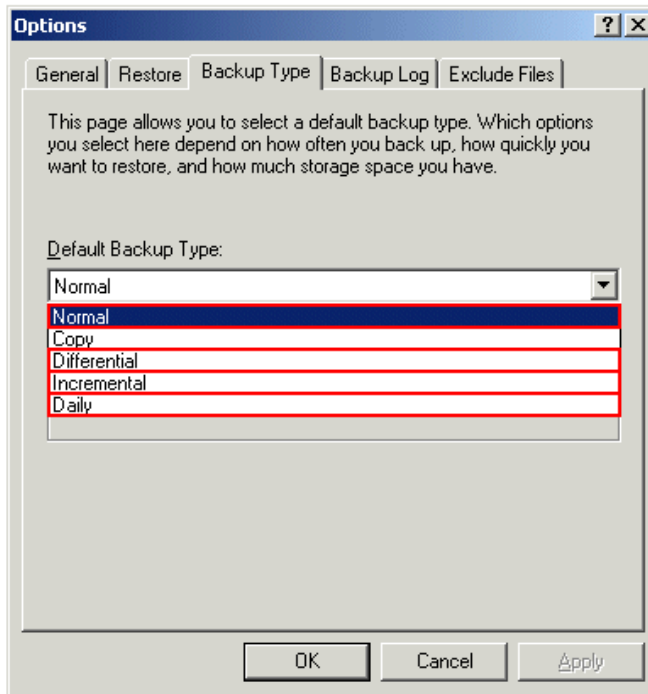 Options
General Restore Backup Type Backup Log Exclude Files
This page allows you to select a default backup type. Which options
you select here depend on how often you back up, how quickly you
want to restore, and how much storage space you have.
Default Backup Type:
Normal
Normal
Copy
Differential
Incremental
Daily
OK Cancel Apply